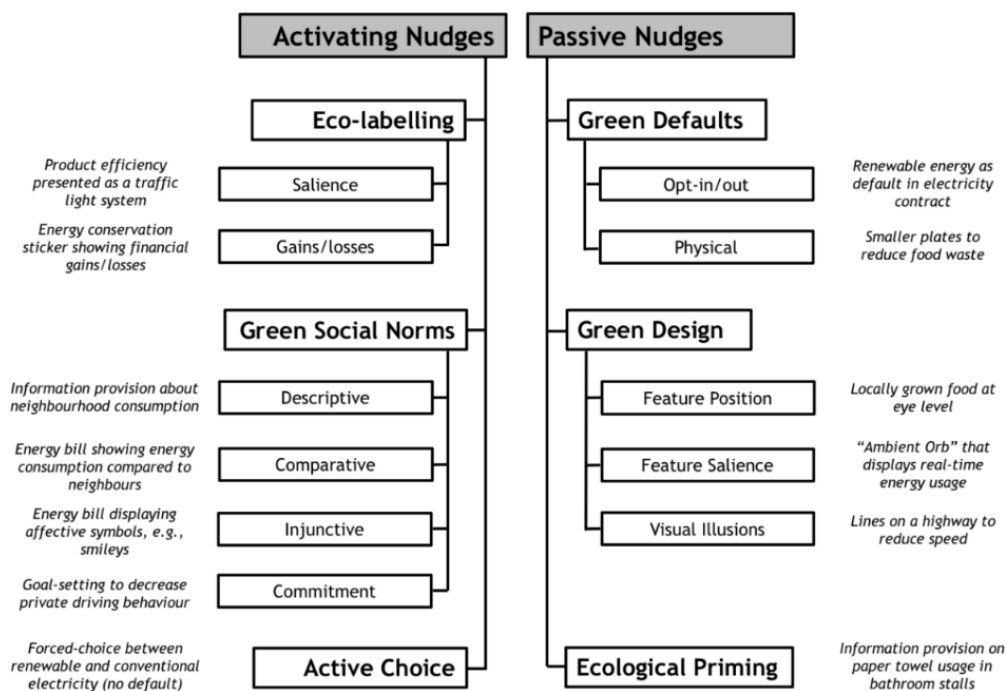 Activating Nudges
Passive Nudges
Eco-labelling
Product efficiency
presented as a traffic
light system
Salience
Energy conservation
sticker showing financial
gains/losses
Gains/losses
Green Social Norms
Information provision about
neighbourhood consumption
Descriptive
Energy bill showing energy
consumption compared to
neighbours
Comparative
Energy bill displaying
affective symbols, e.g.,
smileys
Injunctive
Goal-setting to decrease
private driving behaviour
Commitment
Forced-choice between
renewable and conventional
electricity (no default)
Active Choice
Green Defaults
Opt-in/out
Renewable energy as
default in electricity
contract
Physical
Smaller plates to
reduce food waste
Green Design
Feature Position
Locally grown food at
eye level
Feature Salience
“Ambient Orb” that
displays real-time
energy usage
Visual Illusions
Lines on a highway to
reduce speed
Ecological Priming
Information provision on
paper towel usage in
bathroom stalls